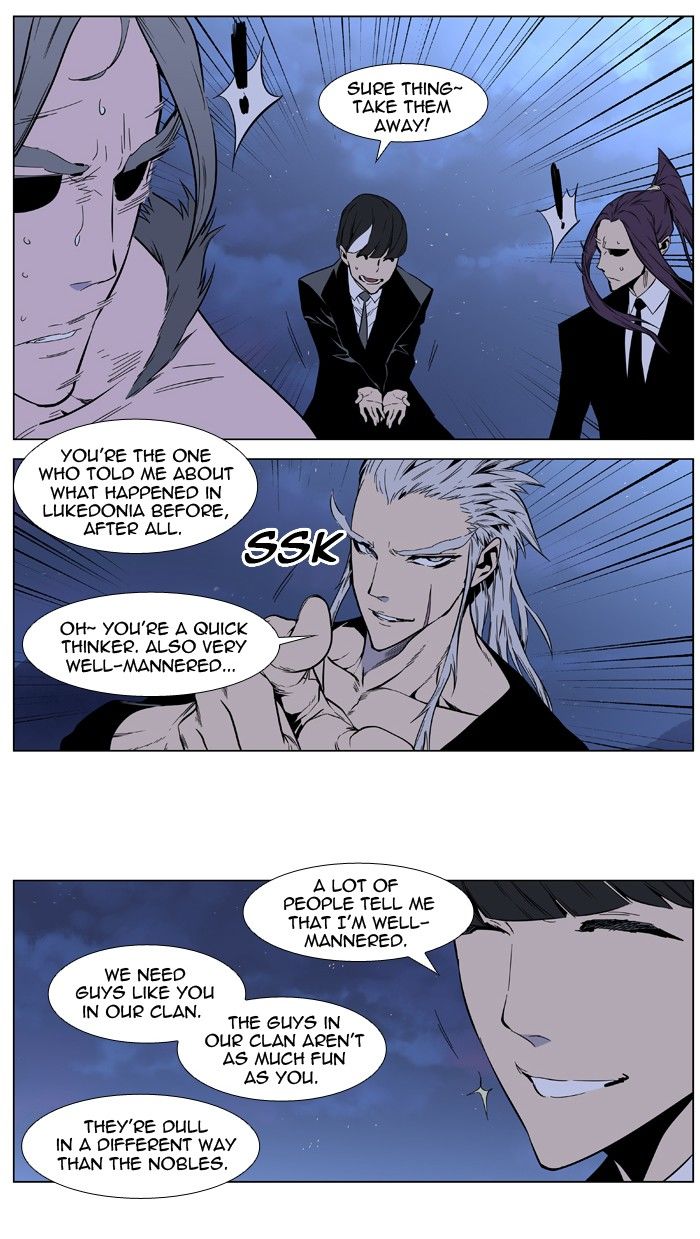 !
SURE THING~
TAKE THEM
AWAY!
!
YOU'RE THE ONE
WHO TOLD ME ABOUT
WHAT HAPPENED IN
LUKEDONIA BEFORE,
AFTER ALL.
SSK
OH~ YOU'RE A QUICK
THINKER. ALSO VERY
WELL-MANNERED...
A LOT OF
PEOPLE TELL ME
THAT I'M WELL-
MANNERED.
WE NEED
GUYS LIKE YOU
IN OUR CLAN.
THE GUYS IN
OUR CLAN AREN'T
AS MUCH FUN
AS YOU.
THEY'RE DULL
IN A DIFFERENT WAY
THAN THE NOBLES.